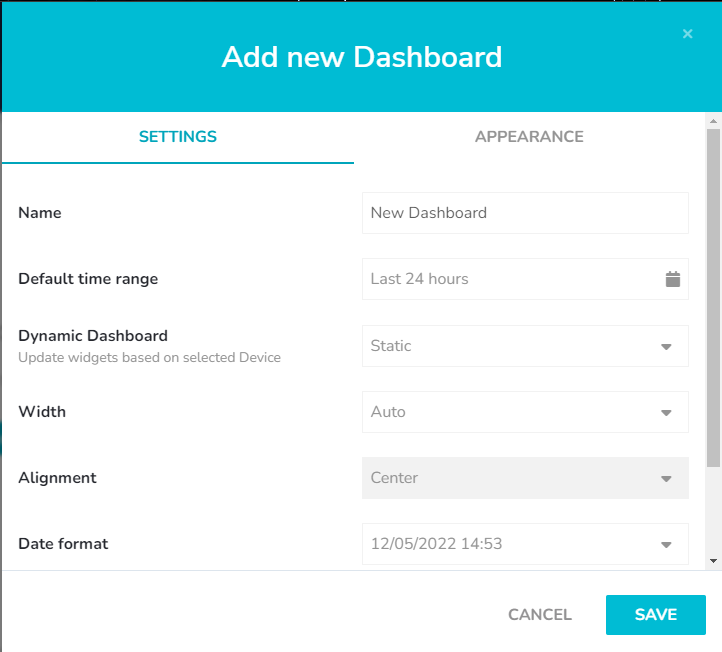 Add new Dashboard
×
SETTINGS
APPEARANCE
Name
New Dashboard
Default time range
Last 24 hours
Dynamic Dashboard
Update widgets based on selected Device
Static
Width
Auto
Alignment
Center
Date format
12/05/2022 14:53
CANCEL
SAVE